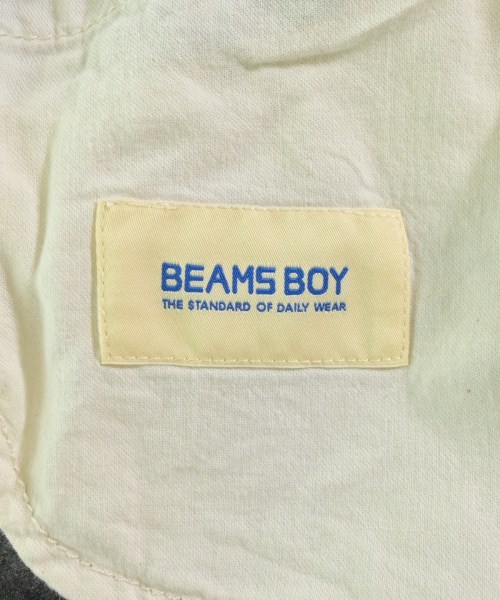 BEAMS BOY
THE STANDARD OF DAILY WEAR